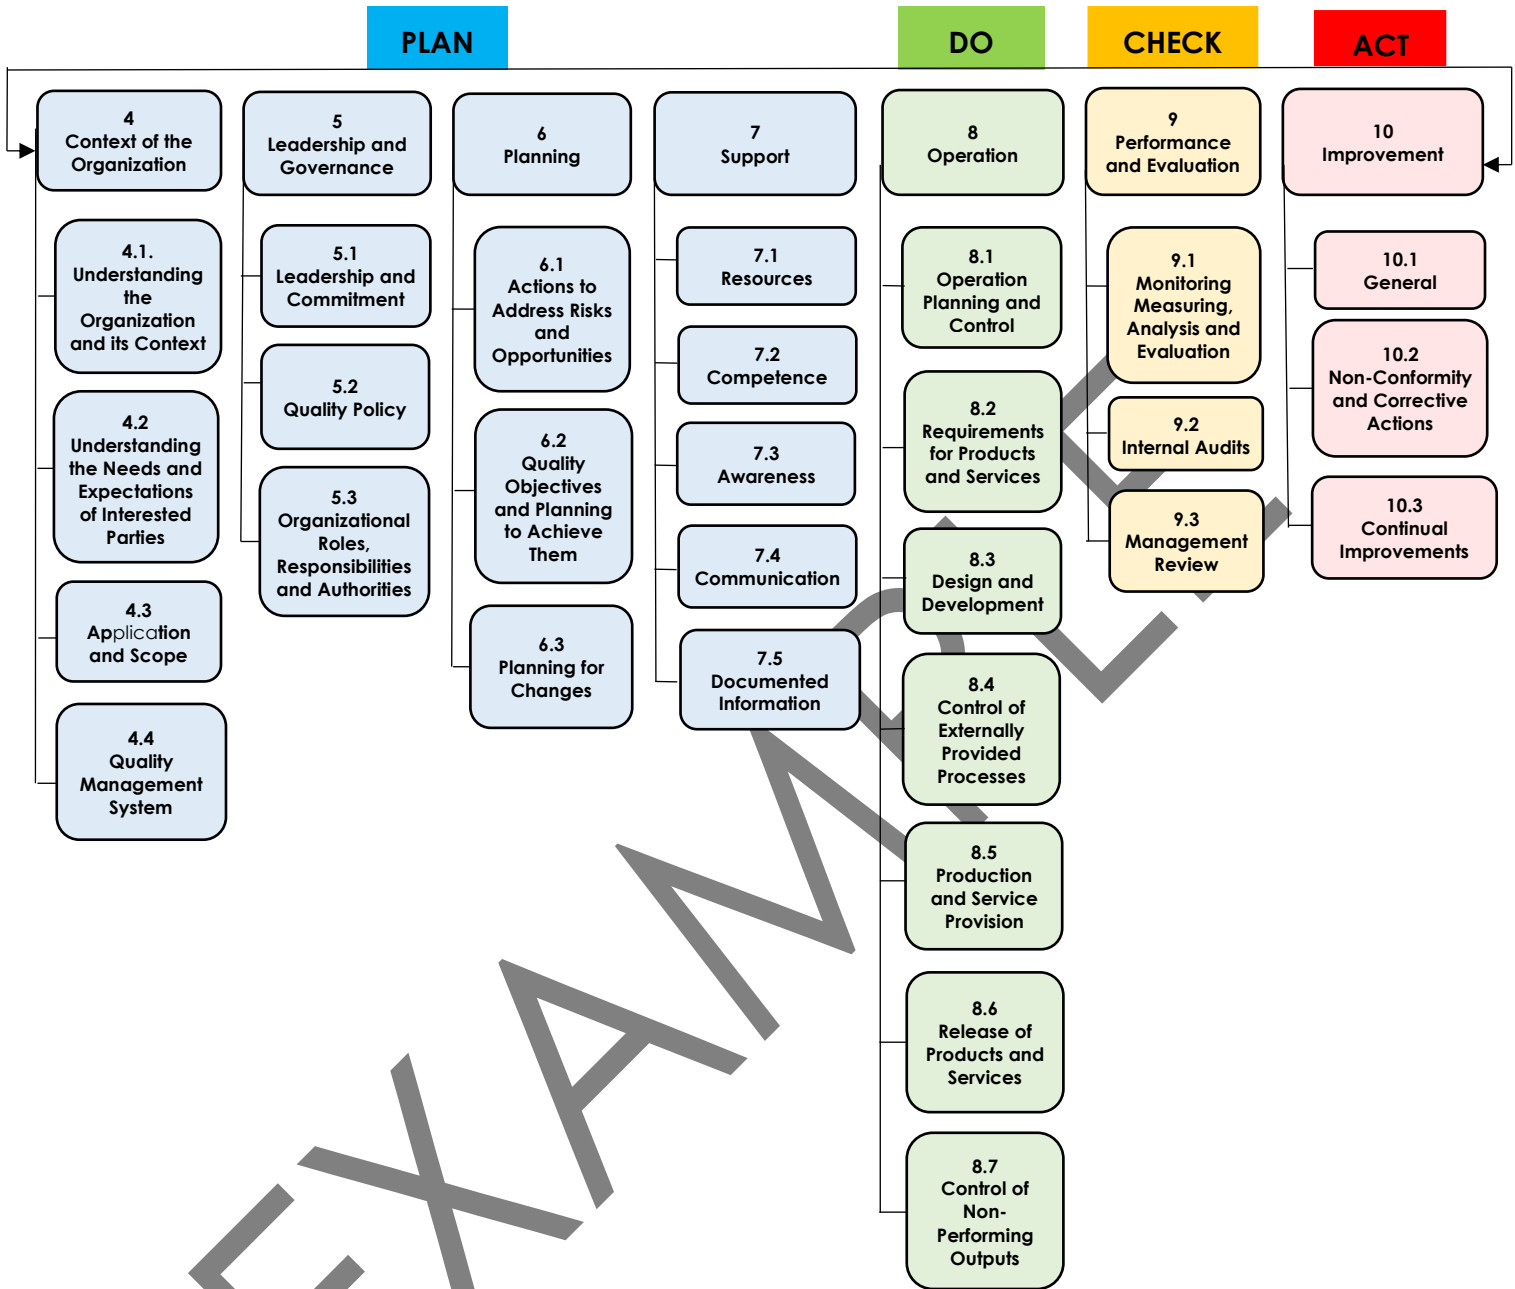 PLAN
DO
CHECK
ACT
4
Context of the
Organization
4.1.
Understanding
the
Organization
and its Context
4.2
Understanding
the Needs and
Expectations
of Interested
Parties
4.3
Application
and Scope
4.4
Quality
Management
System
5
Leadership and
Governance
5.1
Leadership and
Commitment
5.2
Quality Policy
5.3
Organizational
Roles,
Responsibilities
and Authorities
6
Planning
6.1
Actions to
Address Risks
and
Opportunities
6.2
Quality
Objectives
and Planning
to Achieve
Them
6.3
Planning for
Changes
7
Support
7.1
Resources
7.2
Competence
7.3
Awareness
7.4
Communication
7.5
Documented
Information
8
Operation
8.1
Operation
Planning and
Control
8.2
Requirements
for Products
and Services
8.3
Design and
Development
8.4
Control of
Externally
Provided
Processes
8.5
Production
and Service
Provision
8.6
Release of
Products and
Services
8.7
Control of
Non-
Performing
Outputs
9
Performance
and Evaluation
9.1
Monitoring
Measuring,
Analysis and
Evaluation
9.2
Internal Audits
9.3
Management
Review
10
Improvement
10.1
General
10.2
Non-Conformity
and Corrective
Actions
10.3
Continual
Improvements
EXAMPLE